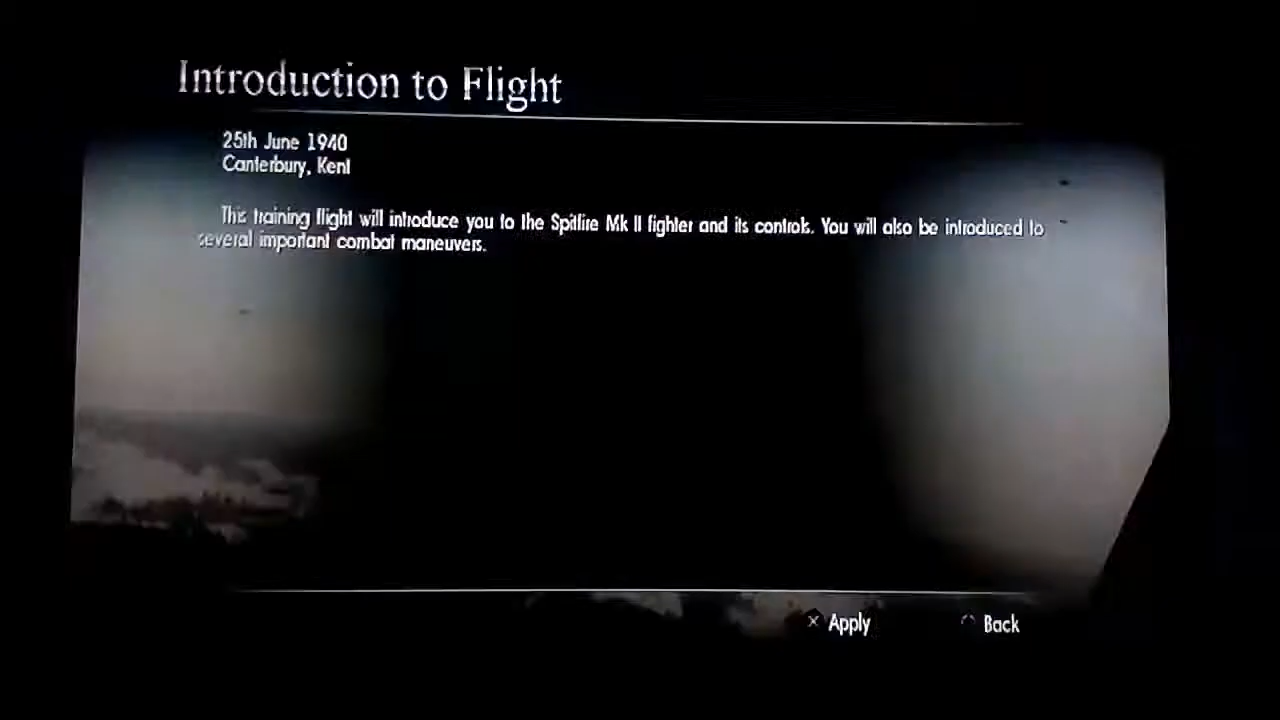 Introduction to Flight
25th June 1940
Canterbury, Kent
This training flight will introduce you to the Spitfire Mk II fighter and its controls. You will also be introduced to
several important combat maneuvers.
Apply Back